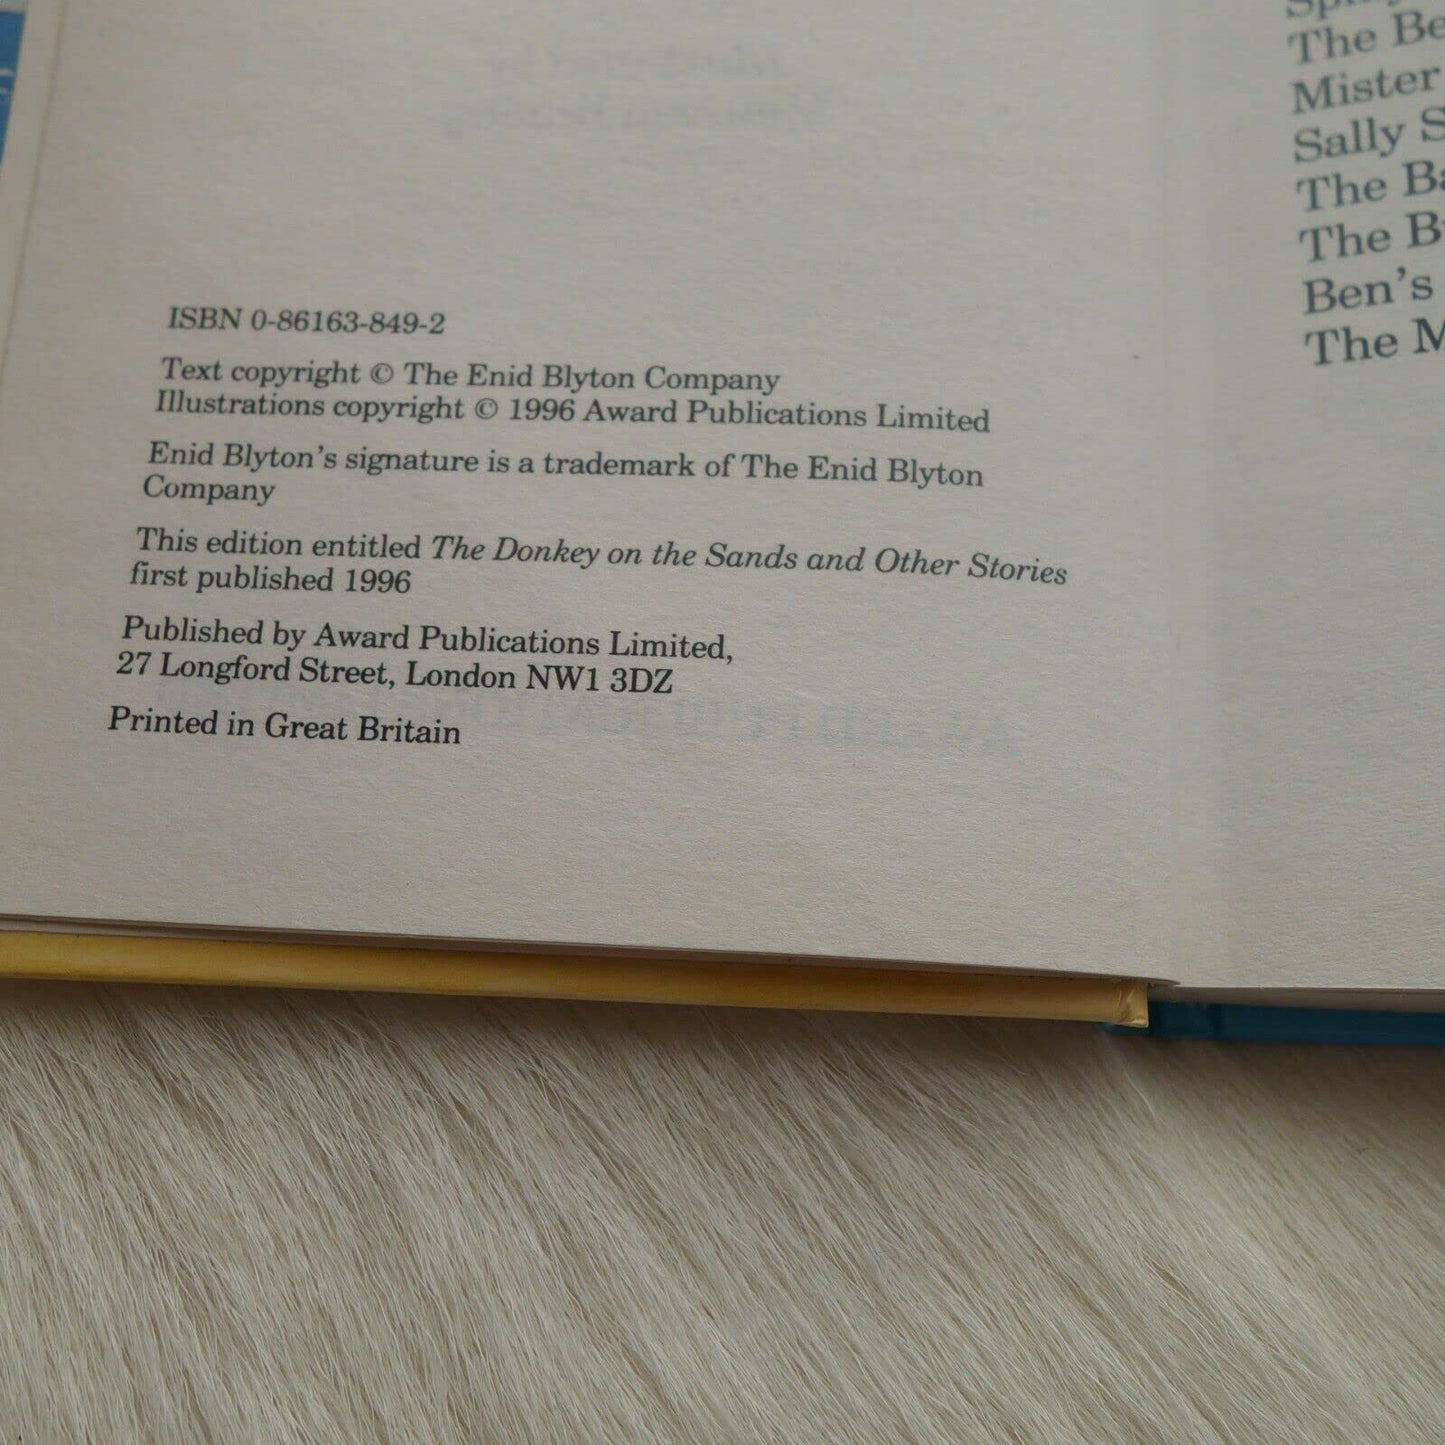 ISBN 0-86163-849-2
Text copyright © The Enid Blyton Company
Illustrations copyright © 1996 Award Publications Limited
Enid Blyton's signature is a trademark of The Enid Blyton
Company
This edition entitled The Donkey on the Sands and Other Stories
first published 1996
Published by Award Publications Limited,
27 Longford Street, London NW1 3DZ
Printed in Great Britain
The
Mister
Sally
The
The
Ben's
The